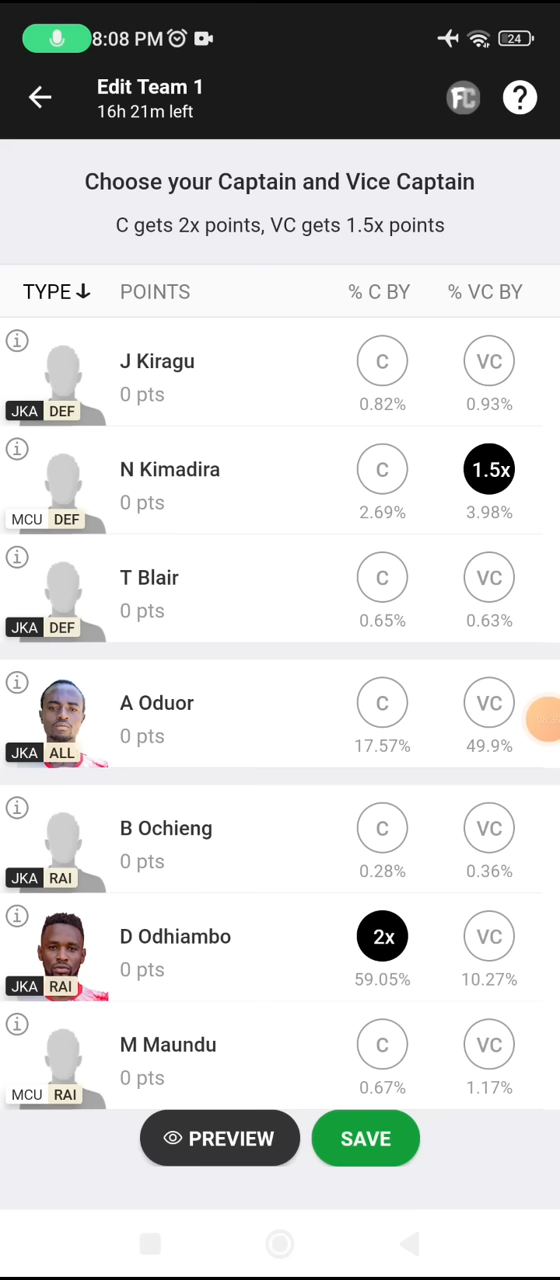 8:08 PM 24
Edit Team 1
16h 21m left
FC ?
Choose your Captain and Vice Captain
C gets 2x points, VC gets 1.5x points
TYPE POINTS % C BY % VC BY
J Kiragu C VC
0 pts 0.82% 0.93%
JKA DEF
N Kimadira C 1.5x
0 pts 2.69% 3.98%
MCU DEF
T Blair C VC
0 pts 0.65% 0.63%
JKA DEF
A Oduor C VC
0 pts 17.57% 49.9%
JKA ALL
B Ochieng C VC
0 pts 0.28% 0.36%
JKA RAI
D Odhiambo 2x VC
0 pts 59.05% 10.27%
JKA RAI
M Maundu C VC
0 pts 0.67% 1.17%
MCU RAI
PREVIEW SAVE